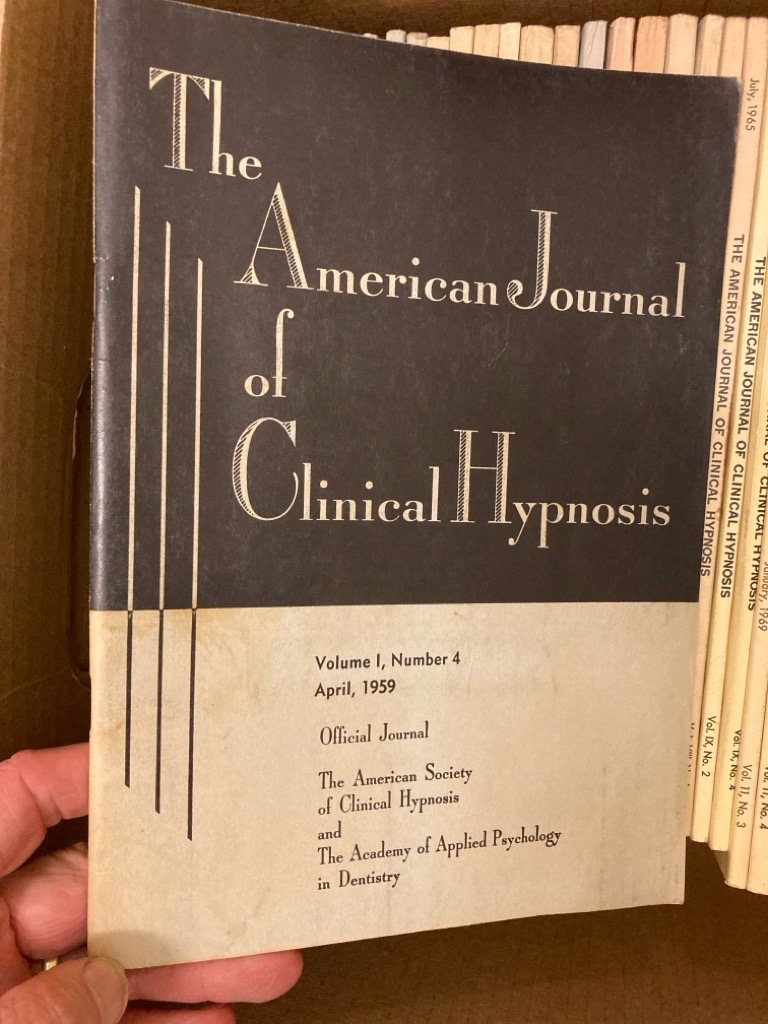 The
American Journal
of
Clinical Hypnosis
Volume I, Number 4
April, 1959
Official Journal
The American Society
of Clinical Hypnosis
and
The Academy of Applied Psychology
in Dentistry
July, 1965
THE AMERICAN JOURNAL OF CLINICAL HYPNOSIS
THE AMERICAN JOURNAL OF CLINICAL HYPNOSIS
Vol. IX, No. 2
OF CLINICAL HYPNOSIS
Vol. IX, No. 4
January, 1969
Vol. 11, No. 3
Vol. 11, No. 4